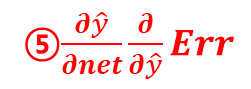 ⑤ ∂ŷ/∂net ∂/∂ŷ Err